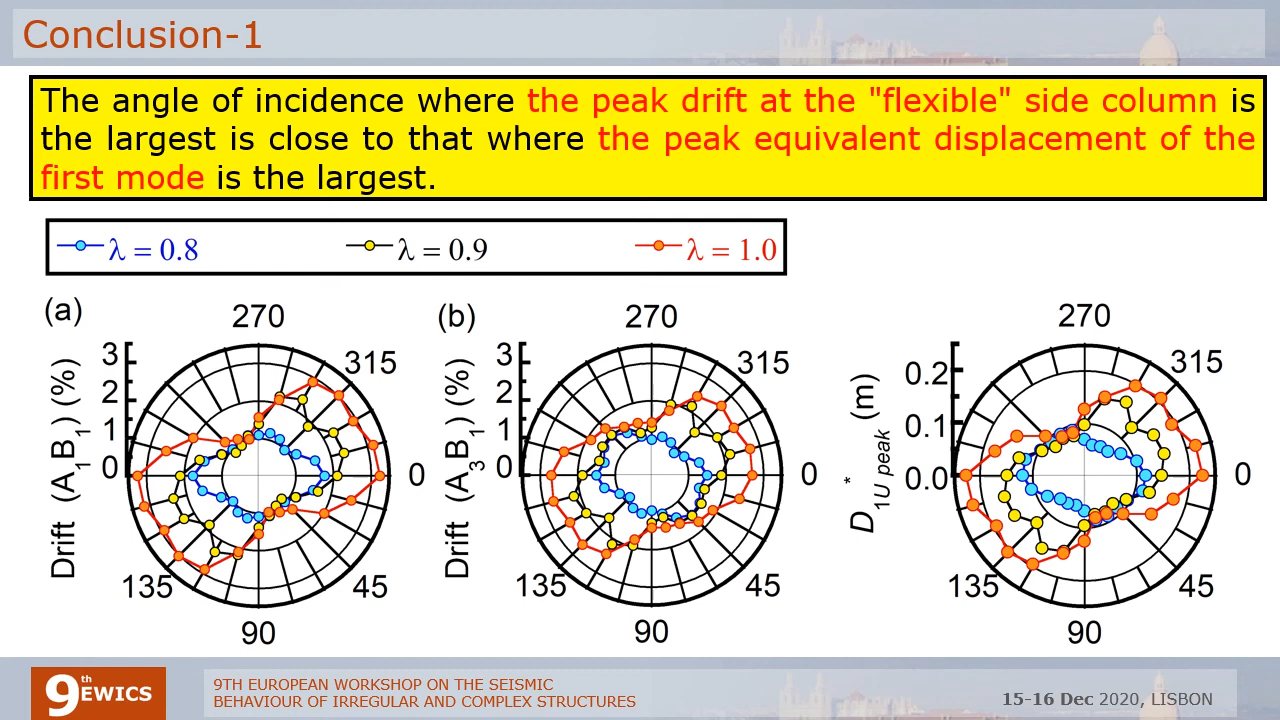 Conclusion-1
The angle of incidence where the peak drift at the "flexible" side column is
the largest is close to that where the peak equivalent displacement of the
first mode is the largest.
λ = 0.8
λ = 0.9
λ = 1.0
(a)
Drift (A1B1) (%)
3
2
1
0
270
315
0
45
90
135
(b)
Drift (A3B1) (%)
3
2
1
0
270
315
0
45
90
135
D1U peak* (m)
0.2
0.1
0.0
270
315
0
45
90
135
9th EWICS
9TH EUROPEAN WORKSHOP ON THE SEISMIC
BEHAVIOUR OF IRREGULAR AND COMPLEX STRUCTURES
15-16 Dec 2020, LISBON